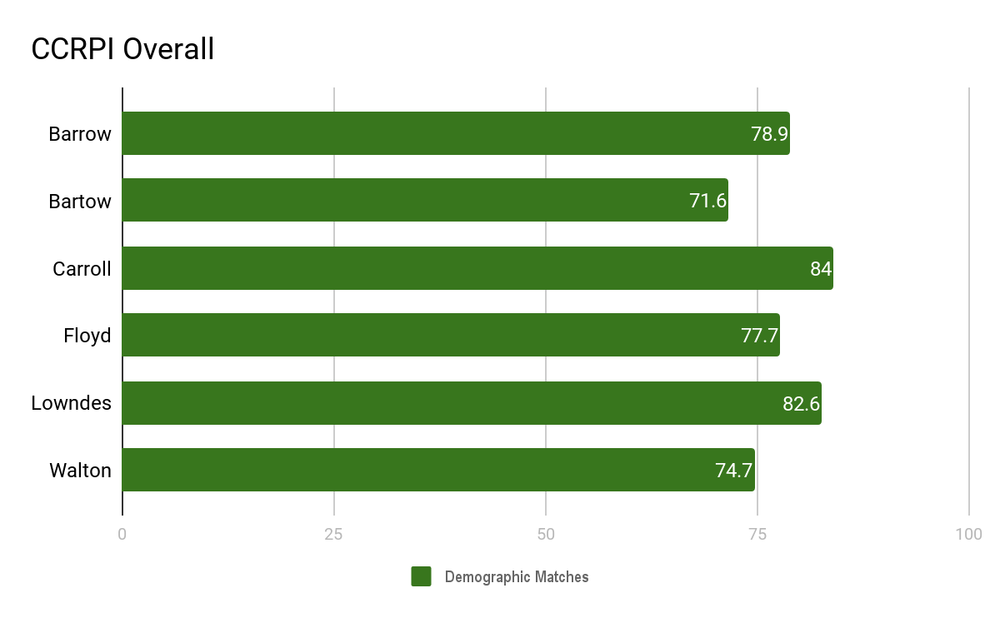 CCRPI Overall
Barrow 78.9
Bartow 71.6
Carroll 84
Floyd 77.7
Lowndes 82.6
Walton 74.7
0 25 50 75 100
Demographic Matches